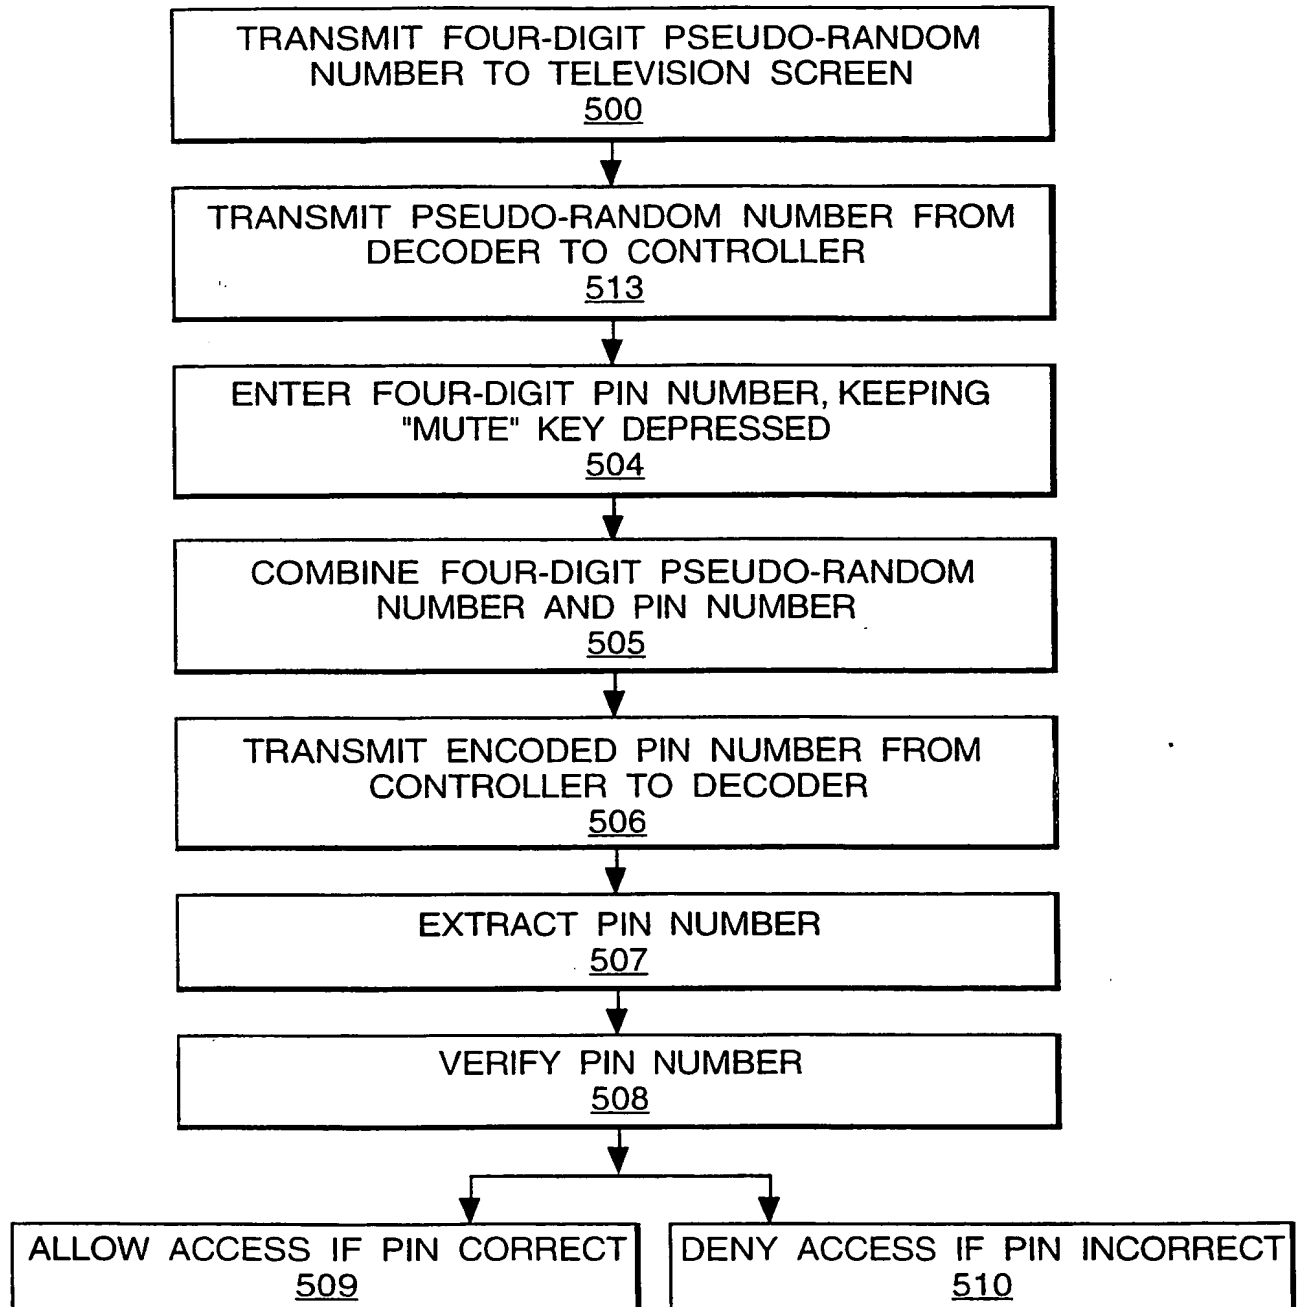 TRANSMIT FOUR-DIGIT PSEUDO-RANDOM
NUMBER TO TELEVISION SCREEN
500
TRANSMIT PSEUDO-RANDOM NUMBER FROM
DECODER TO CONTROLLER
513
ENTER FOUR-DIGIT PIN NUMBER, KEEPING
"MUTE" KEY DEPRESSED
504
COMBINE FOUR-DIGIT PSEUDO-RANDOM
NUMBER AND PIN NUMBER
505
TRANSMIT ENCODED PIN NUMBER FROM
CONTROLLER TO DECODER
506
EXTRACT PIN NUMBER
507
VERIFY PIN NUMBER
508
ALLOW ACCESS IF PIN CORRECT
509
DENY ACCESS IF PIN INCORRECT
510